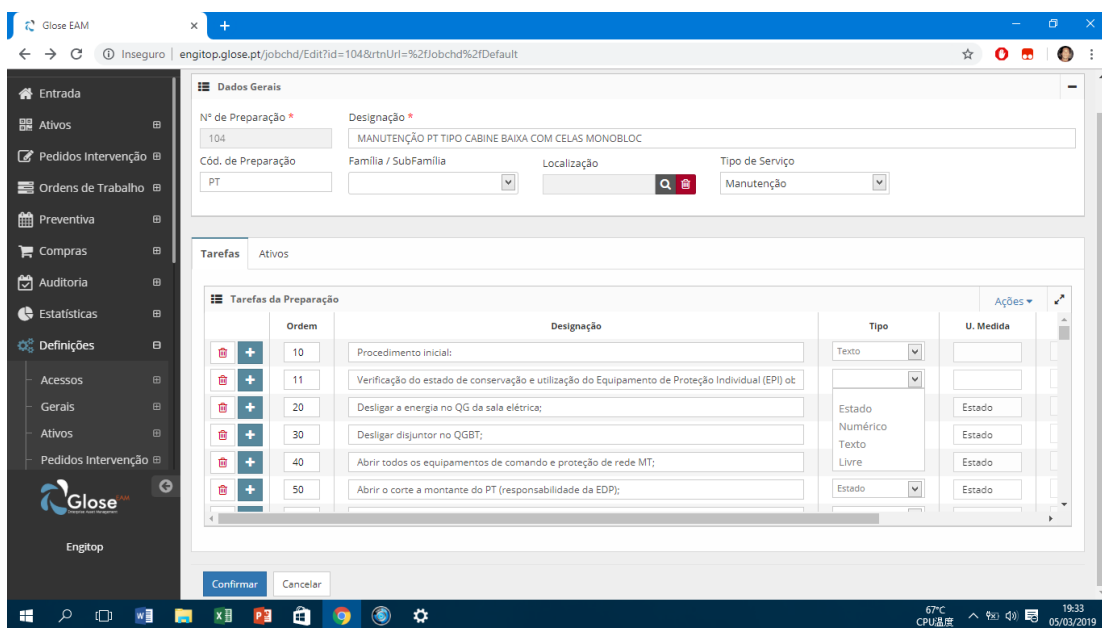 Glose EAM
Inseguro | engitop.glose.pt/jobchd/Edit?id=104&rtnUrl=%2fJobchd%2fDefault
Entrada
Ativos
Pedidos Intervenção
Ordens de Trabalho
Preventiva
Compras
Auditoria
Estatísticas
Definições
Acessos
Gerais
Ativos
Pedidos Intervenção
Glose EAM
Engitop
Dados Gerais
Nº de Preparação * Designação *
104 MANUTENÇÃO PT TIPO CABINE BAIXA COM CELAS MONOBLOC
Cód. de Preparação Família / SubFamília Localização Tipo de Serviço
PT Manutenção
Tarefas Ativos
Tarefas da Preparação Ações
Ordem Designação Tipo U. Medida
10 Procedimento inicial: Texto
11 Verificação do estado de conservação e utilização do Equipamento de Proteção Individual (EPI) ob
20 Desligar a energia no QG da sala elétrica; Estado
30 Desligar disjuntor no QGBT; Estado
40 Abrir todos os equipamentos de comando e proteção de rede MT; Estado
50 Abrir o corte a montante do PT (responsabilidade da EDP); Estado Estado
Estado
Numérico
Texto
Livre
Confirmar Cancelar
67°C
CPU温度
19:33
05/03/2019